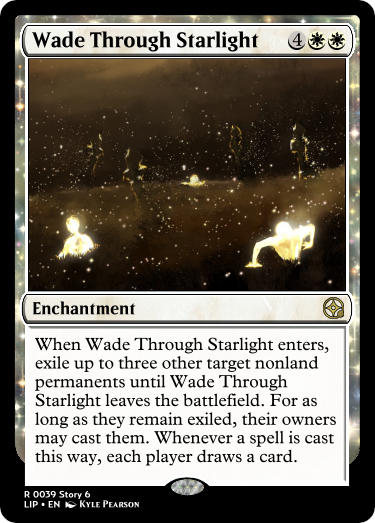 Wade Through Starlight 4
Enchantment
When Wade Through Starlight enters,
exile up to three other target nonland
permanents until Wade Through
Starlight leaves the battlefield. For as
long as they remain exiled, their owners
may cast them. Whenever a spell is cast
this way, each player draws a card.
R 0039 Story 6
LIP • EN Kyle Pearson